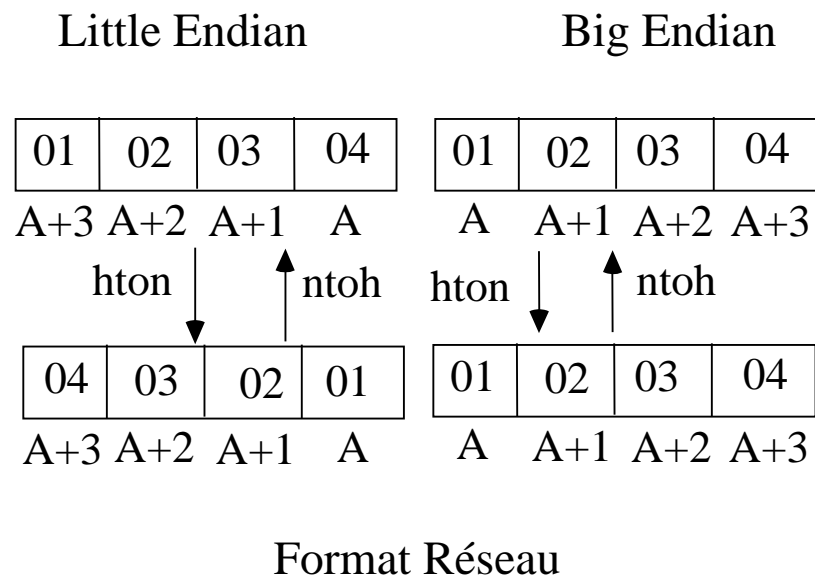 Little Endian Big Endian
01 02 03 04 01 02 03 04
A+3 A+2 A+1 A A A+1 A+2 A+3
hton ntoh hton ntoh
04 03 02 01 01 02 03 04
A+3 A+2 A+1 A A A+1 A+2 A+3
Format Réseau